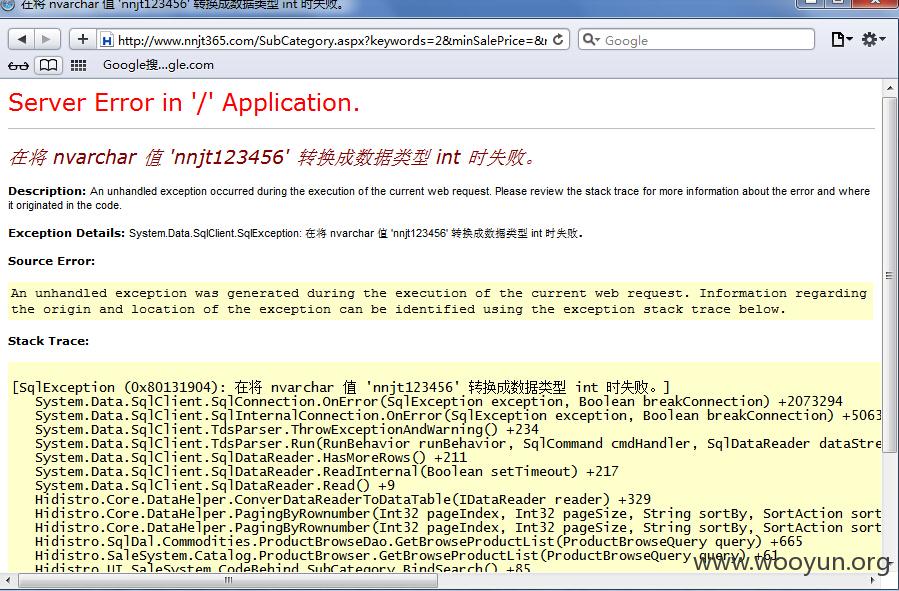 在将 nvarchar 值 'nnjt123456' 转换成数据类型 int 时失败。
http://www.nnjt365.com/SubCategory.aspx?keywords=2&minSalePrice=&
Google
Google搜...gle.com
Server Error in '/' Application.
在将 nvarchar 值 'nnjt123456' 转换成数据类型 int 时失败。
Description: An unhandled exception occurred during the execution of the current web request. Please review the stack trace for more information about the error and where
it originated in the code.
Exception Details: System.Data.SqlClient.SqlException: 在将 nvarchar 值 'nnjt123456' 转换成数据类型 int 时失败。
Source Error:
An unhandled exception was generated during the execution of the current web request. Information regarding
the origin and location of the exception can be identified using the exception stack trace below.
Stack Trace:
[SqlException (0x80131904): 在将 nvarchar 值 'nnjt123456' 转换成数据类型 int 时失败。]
System.Data.SqlClient.SqlConnection.OnError(SqlException exception, Boolean breakConnection) +2073294
System.Data.SqlClient.SqlInternalConnection.OnError(SqlException exception, Boolean breakConnection) +5063
System.Data.SqlClient.TdsParser.ThrowExceptionAndWarning() +234
System.Data.SqlClient.TdsParser.Run(RunBehavior runBehavior, SqlCommand cmdHandler, SqlDataReader dataStre
System.Data.SqlClient.SqlDataReader.HasMoreRows() +211
System.Data.SqlClient.SqlDataReader.ReadInternal(Boolean setTimeout) +217
System.Data.SqlClient.SqlDataReader.Read() +9
Hidistro.Core.DataHelper.ConverDataReaderToDataTable(IDataReader reader) +329
Hidistro.Core.DataHelper.PagingByRownumber(Int32 pageIndex, Int32 pageSize, String sortBy, SortAction sort
Hidistro.Core.DataHelper.PagingByRownumber(Int32 pageIndex, Int32 pageSize, String sortBy, SortAction sort
Hidistro.SqlDal.Commodities.ProductBrowseDao.GetBrowseProductList(ProductBrowseQuery query) +665
Hidistro.SaleSystem.Catalog.ProductBrowser.GetBrowseProductList(ProductBrowseQuery query) +61
Hidistro.UI.SaleSystem.CodeBehind.SubCategory.BindSearch() +85
www.wooyun.org